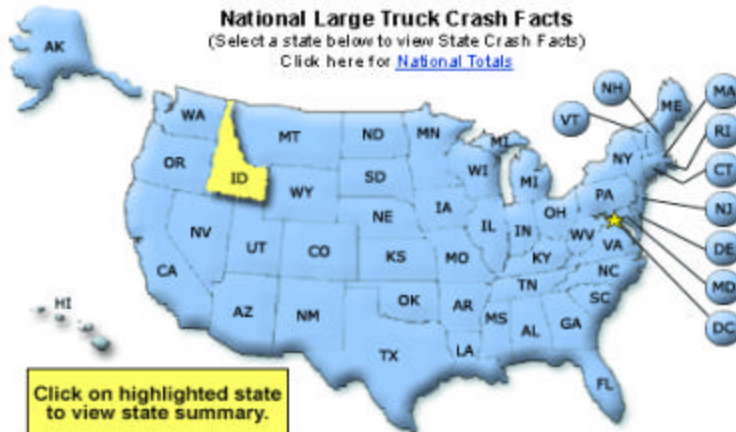 National Large Truck Crash Facts
(Select a state below to view State Crash Facts)
Click here for National Totals
AK
WA
MT
ND
MN
MI
NH
ME
MA
VT
RI
OR
ID
WY
SD
WI
MI
NY
CT
NE
IA
PA
NJ
NV
UT
CO
KS
MO
IL
IN
OH
WV
VA
DE
CA
KY
MD
AZ
NM
OK
AR
TN
NC
SC
DC
HI
TX
LA
MS
AL
GA
FL
Click on highlighted state
to view state summary.